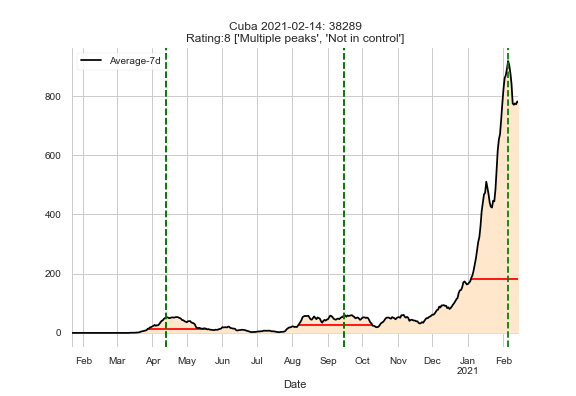 Cuba 2021-02-14: 38289
Rating:8 ['Multiple peaks', 'Not in control']
Average-7d
800
600
400
200
0
Feb Mar Apr May Jun Jul Aug Sep Oct Nov Dec Jan Feb
2021
Date